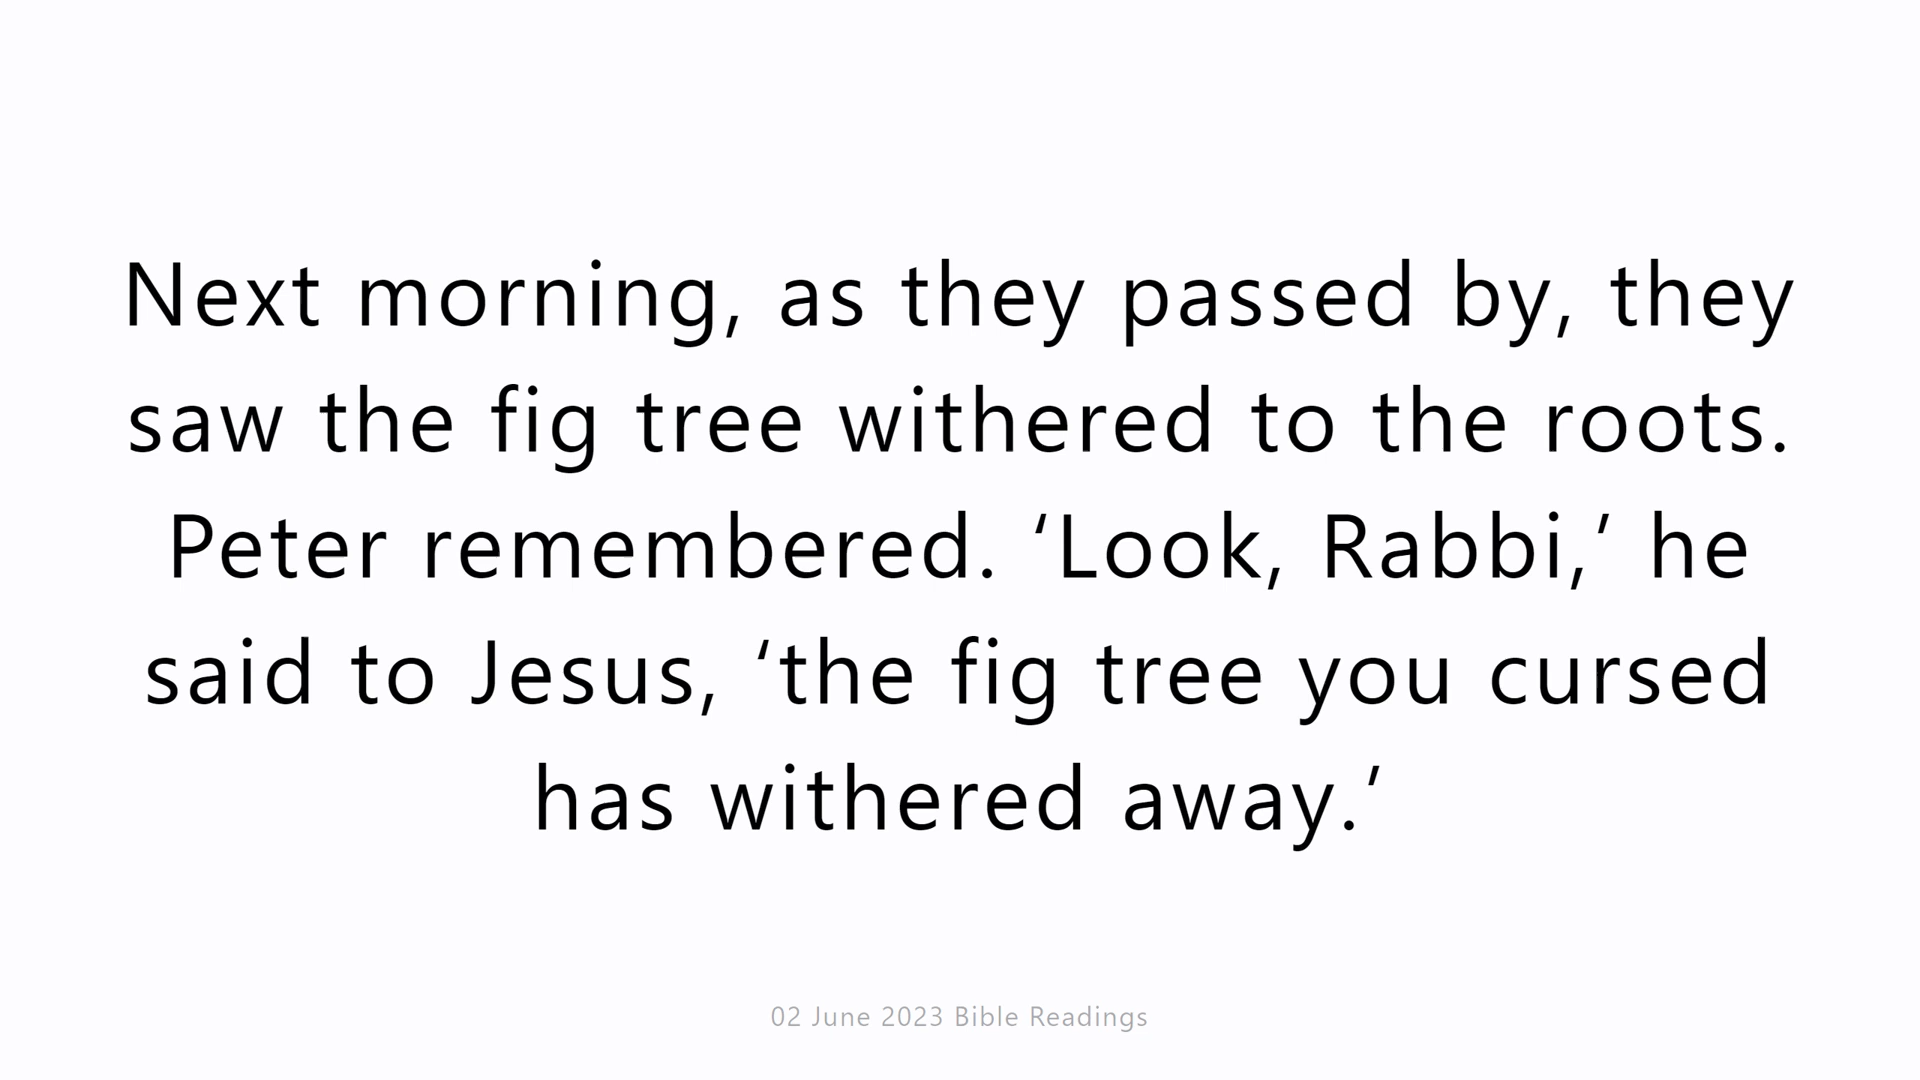 Next morning, as they passed by, they
saw the fig tree withered to the roots.
Peter remembered. ‘Look, Rabbi,’ he
said to Jesus, ‘the fig tree you cursed
has withered away.’
02 June 2023 Bible Readings